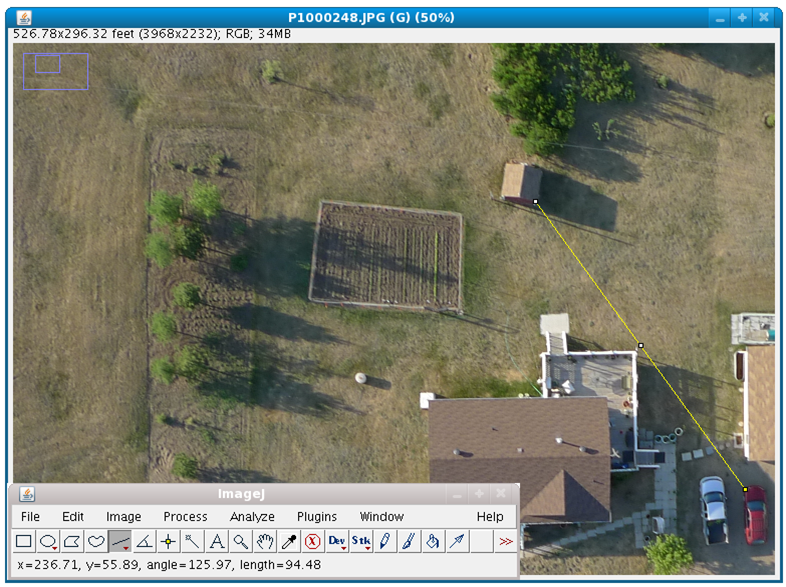 P1000248.JPG (G) (50%)
526.78x296.32 feet (3968x2232); RGB; 34MB
ImageJ
File Edit Image Process Analyze Plugins Window Help
A Dev Stk >>
x=236.71, y=55.89, angle=125.97, length=94.48